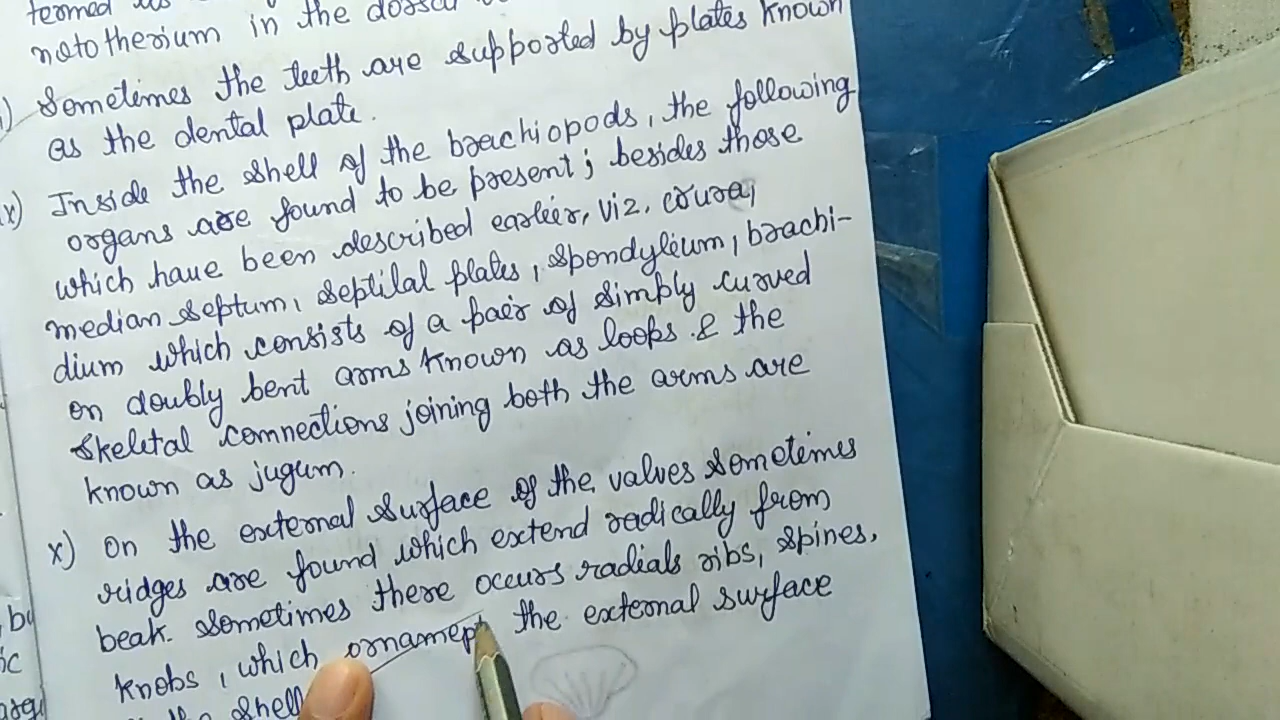 termed as
notothesium in the dorsal
Sometimes the teeth are supported by plates known
as the dental plate.
x) Inside the shell of the brachiopods, the following
organs are found to be present; besides those
which have been described earlier, viz. crura,
median septum, septilal plates, spondylium, brachi-
dium which consists of a pair of simply curved
on doubly bent arms known as loops & the
skeletal connections joining both the arms are
known as jugum.
x) on the external surface of the valves sometimes
ridges are found which extend radically from
beak. sometimes there occurs radials ribs, spines,
knobs, which ornament the external surface
the shell